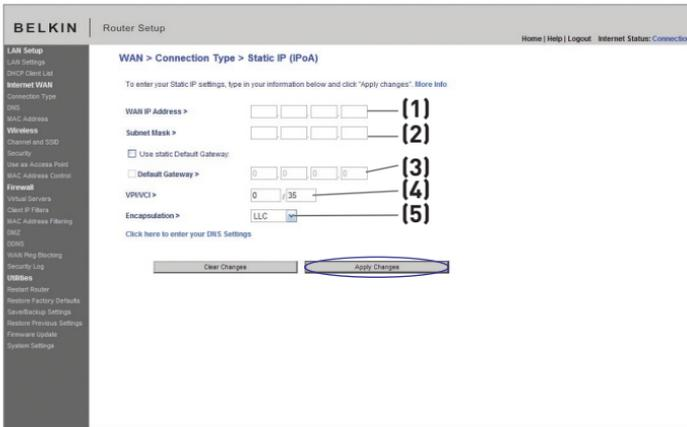 BELKIN | Router Setup
Home | Help | Logout Internet Status: Connection
LAN Setup
LAN Settings
DHCP Client List
Internet WAN
Connection Type
DNS
MAC Address
Wireless
Channel and SSID
Security
Use as Access Point
MAC Address Control
Firewall
Virtual Servers
Client IP Filters
MAC Address Filtering
DMZ
DDNS
WAN Ping Blocking
Security Log
Utilities
Restart Router
Restore Factory Defaults
Save/Backup Settings
Restore Previous Settings
Firmware Update
System Settings
WAN > Connection Type > Static IP (IPoA)
To enter your Static IP settings, type in your information below and click "Apply changes". More Info
WAN IP Address > . . . (1)
Subnet Mask > . . . (2)
Use static Default Gateway:
Default Gateway > 0 . 0 . 0 . 0 (3)
VPI/VCI > 0 / 35 (4)
Encapsulation > LLC (5)
Click here to enter your DNS Settings
Clear Changes Apply Changes